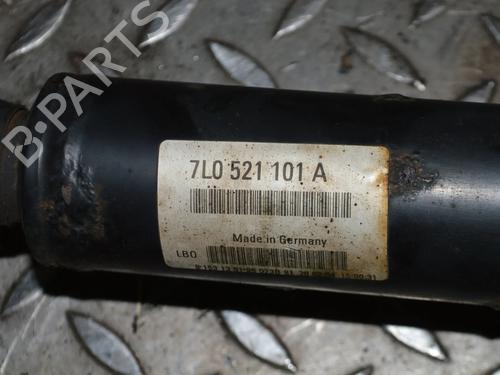 B-PARTS
7L0 521 101 A
Made in Germany
LBO